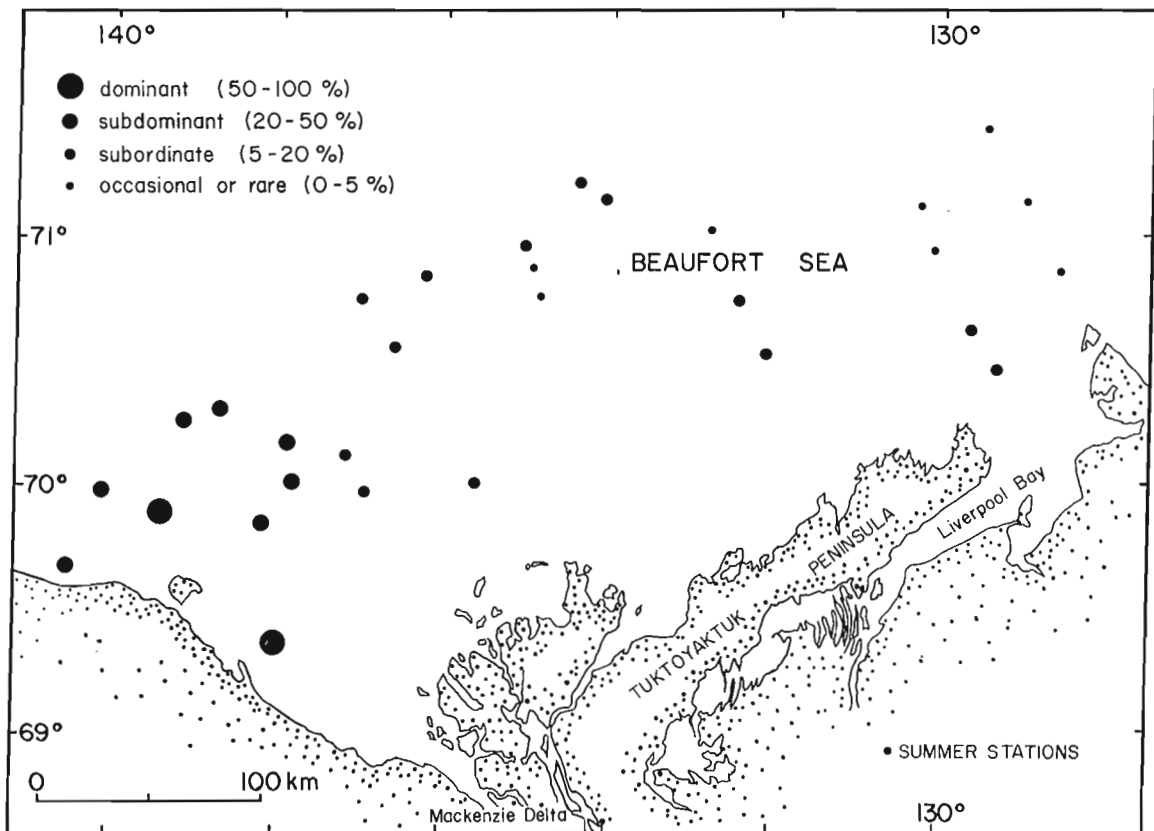 140°
130°
dominant (50-100 %)
subdominant (20-50 %)
subordinate (5-20 %)
occasional or rare (0-5 %)
71°
BEAUFORT SEA
70°
Liverpool Bay
PENINSULA
TUKTOYAKTUK
69°
SUMMER STATIONS
0 100 km
Mackenzie Delta
130°